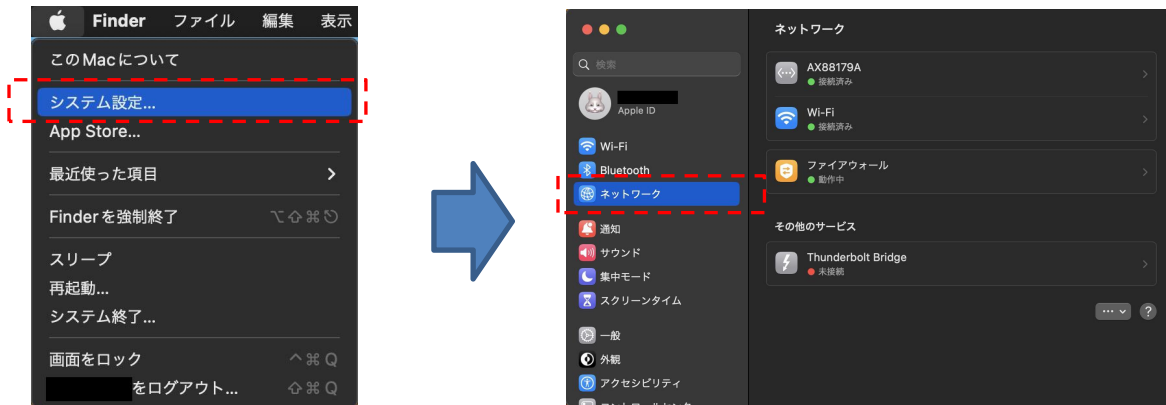 Finder ファイル 編集 表示
このMacについて
システム設定...
App Store...
最近使った項目
Finderを強制終了 ⌥⇧⌘⎋
スリープ
再起動...
システム終了...
画面をロック ^⌘Q
をログアウト... ⇧⌘Q
検索
Apple ID
Wi-Fi
Bluetooth
ネットワーク
通知
サウンド
集中モード
スクリーンタイム
一般
外観
アクセシビリティ
ネットワーク
AX88179A
接続済み
Wi-Fi
接続済み
ファイアウォール
動作中
その他のサービス
Thunderbolt Bridge
未接続
?